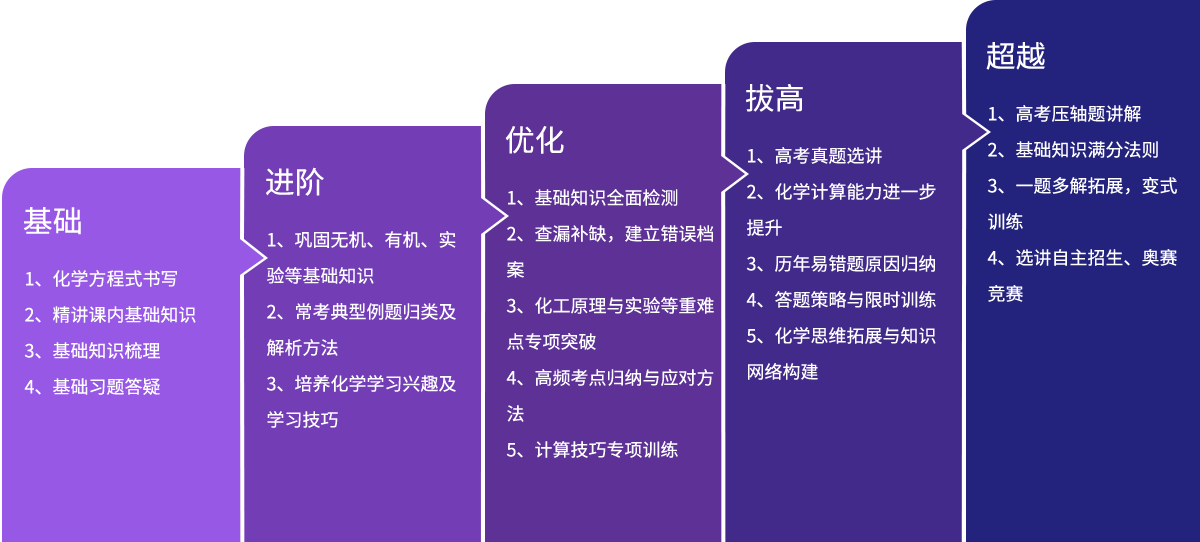 基础
1、化学方程式书写
2、精讲课内基础知识
3、基础知识梳理
4、基础习题答疑
进阶
1、巩固无机、有机、实
验等基础知识
2、常考典型例题归类及
解析方法
3、培养化学学习兴趣及
学习技巧
优化
1、基础知识全面检测
2、查漏补缺，建立错误档
案
3、化工原理与实验等重难
点专项突破
4、高频考点归纳与应对方
法
5、计算技巧专项训练
拔高
1、高考真题选讲
2、化学计算能力进一步
提升
3、历年易错题原因归纳
4、答题策略与限时训练
5、化学思维拓展与知识
网络构建
超越
1、高考压轴题讲解
2、基础知识满分法则
3、一题多解拓展，变式
训练
4、选讲自主招生、奥赛
竞赛